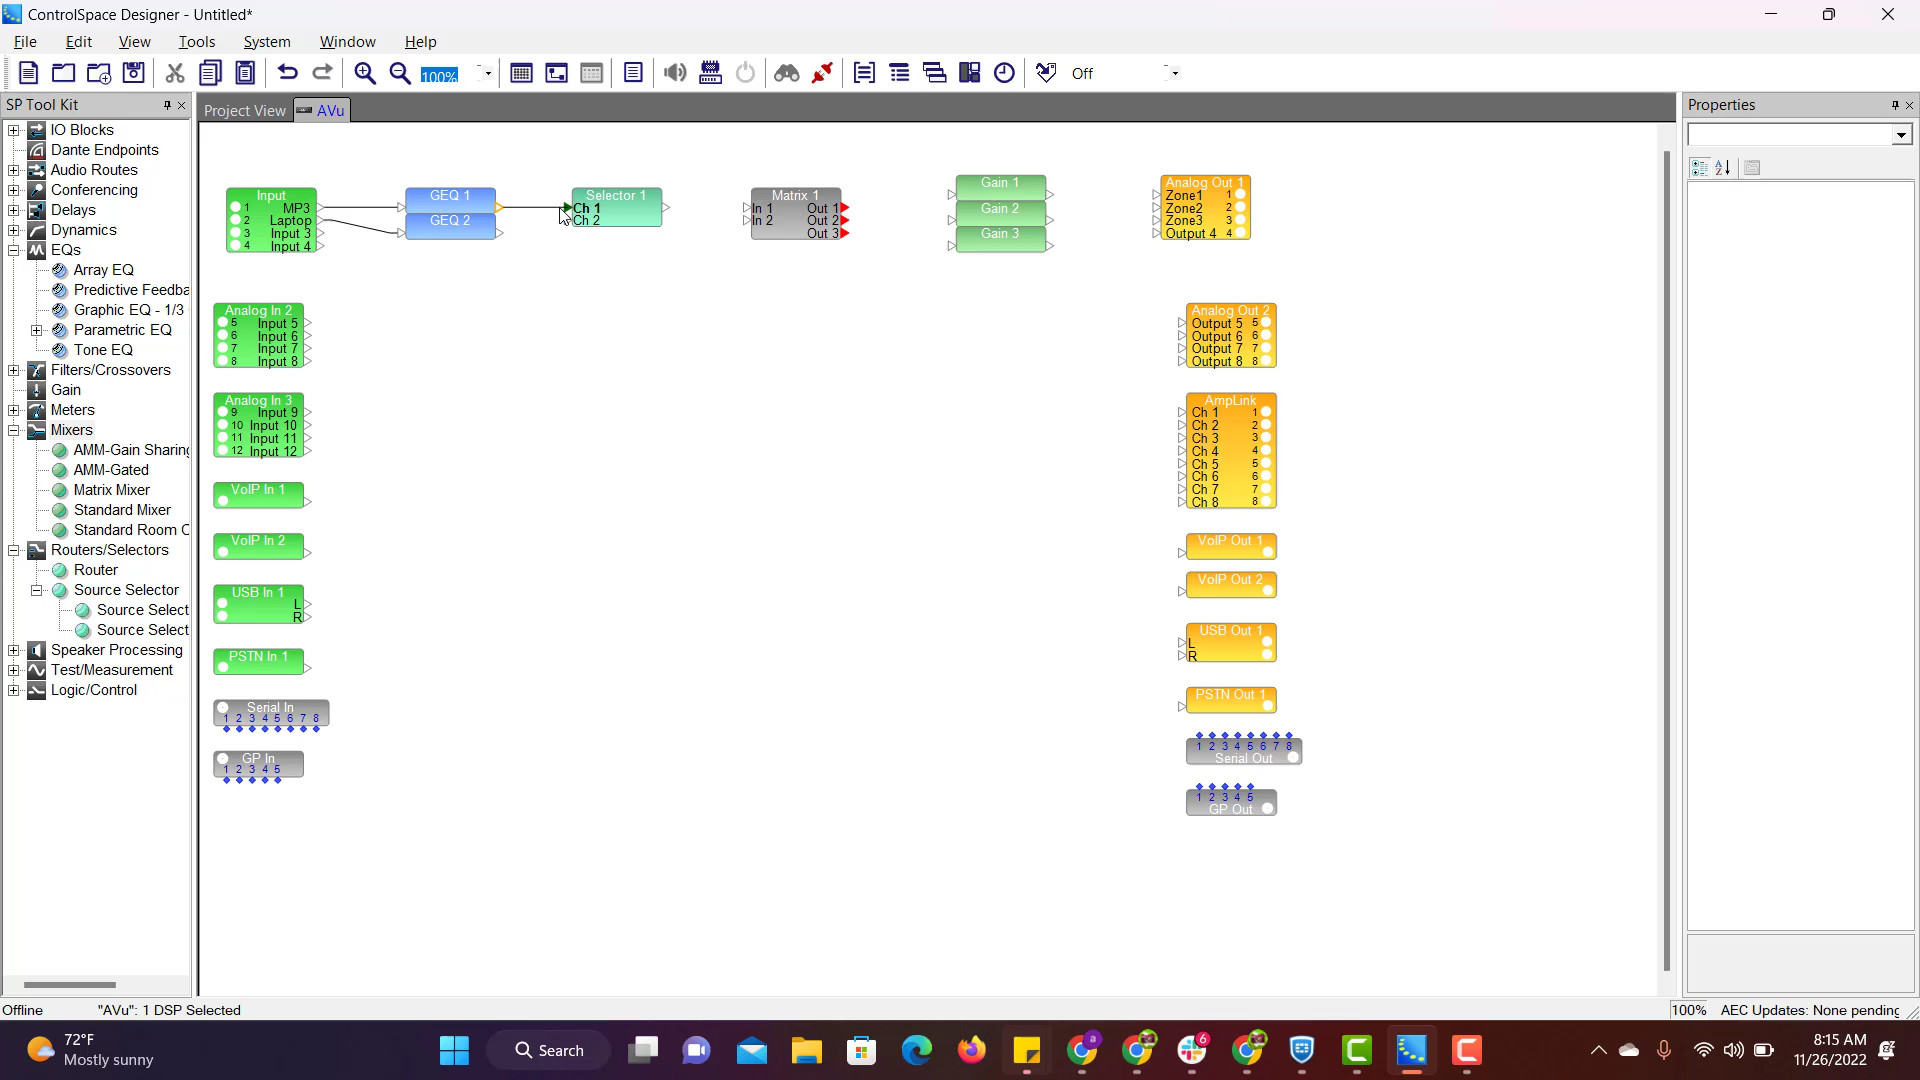 ControlSpace Designer - Untitled*
File Edit View Tools System Window Help
100% Off
SP Tool Kit
IO Blocks
Dante Endpoints
Audio Routes
Conferencing
Delays
Dynamics
EQs
Array EQ
Predictive Feedba
Graphic EQ - 1/3
Parametric EQ
Tone EQ
Filters/Crossovers
Gain
Meters
Mixers
AMM-Gain Sharing
AMM-Gated
Matrix Mixer
Standard Mixer
Standard Room C
Routers/Selectors
Router
Source Selector
Source Select
Source Select
Speaker Processing
Test/Measurement
Logic/Control
Project View AVu
Input
1 MP3
2 Laptop
3 Input 3
4 Input 4
GEQ 1
GEQ 2
Selector 1
Ch 1
Ch 2
Matrix 1
In 1 Out 1
In 2 Out 2
Out 3
Gain 1
Gain 2
Gain 3
Analog Out 1
Zone1 1
Zone2 2
Zone3 3
Output 4 4
Analog In 2
5 Input 5
6 Input 6
7 Input 7
8 Input 8
Analog Out 2
Output 5 5
Output 6 6
Output 7 7
Output 8 8
Analog In 3
9 Input 9
10 Input 10
11 Input 11
12 Input 12
AmpLink
Ch 1 1
Ch 2 2
Ch 3 3
Ch 4 4
Ch 5 5
Ch 6 6
Ch 7 7
Ch 8 8
VoIP In 1
VoIP In 2
VoIP Out 1
VoIP Out 2
USB In 1
L
R
USB Out 1
L
R
PSTN In 1
PSTN Out 1
Serial In
1 2 3 4 5 6 7 8
1 2 3 4 5 6 7 8
Serial Out
GP In
1 2 3 4 5
1 2 3 4 5
GP Out
Properties
Offline "AVu": 1 DSP Selected
100% AEC Updates: None pending
72°F
Mostly sunny
Search
6
8:15 AM
11/26/2022